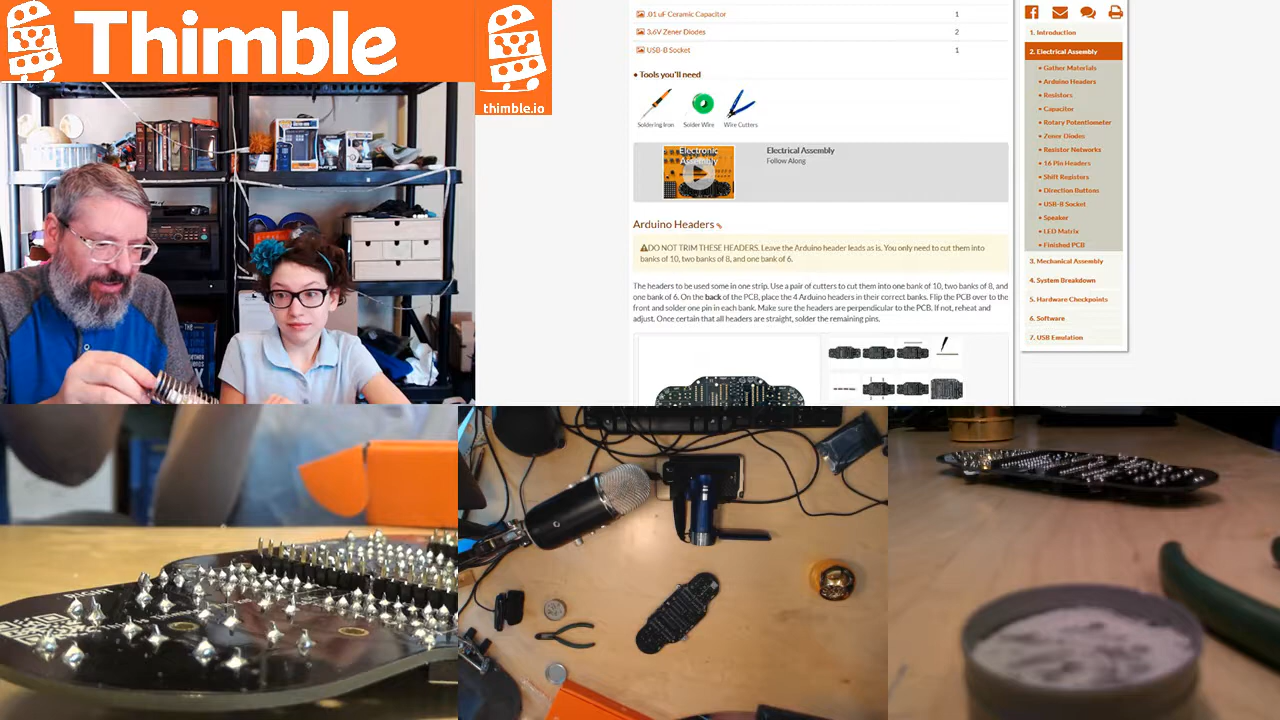 Thimble
thimble.io
.01 uF Ceramic Capacitor 1
3.6V Zener Diodes 2
USB-B Socket 1
• Tools you'll need
Soldering Iron Solder Wire Wire Cutters
Electronic
Assembly
Electrical Assembly
Follow Along
Arduino Headers
DO NOT TRIM THESE HEADERS. Leave the Arduino header leads as is. You only need to cut them into
banks of 10, two banks of 8, and one bank of 6.
The headers to be used some in one strip. Use a pair of cutters to cut them into one bank of 10, two banks of 8, and
one bank of 6. On the back of the PCB, place the 4 Arduino headers in their correct banks. Flip the PCB over to the
front and solder one pin in each bank. Make sure the headers are perpendicular to the PCB. If not, reheat and
adjust. Once certain that all headers are straight, solder the remaining pins.
1. Introduction
2. Electrical Assembly
• Gather Materials
• Arduino Headers
• Resistors
• Capacitor
• Rotary Potentiometer
• Zener Diodes
• Resistor Networks
• 16 Pin Headers
• Shift Registers
• Direction Buttons
• USB-B Socket
• Speaker
• LED Matrix
• Finished PCB
3. Mechanical Assembly
4. System Breakdown
5. Hardware Checkpoints
6. Software
7. USB Emulation
RIGHT